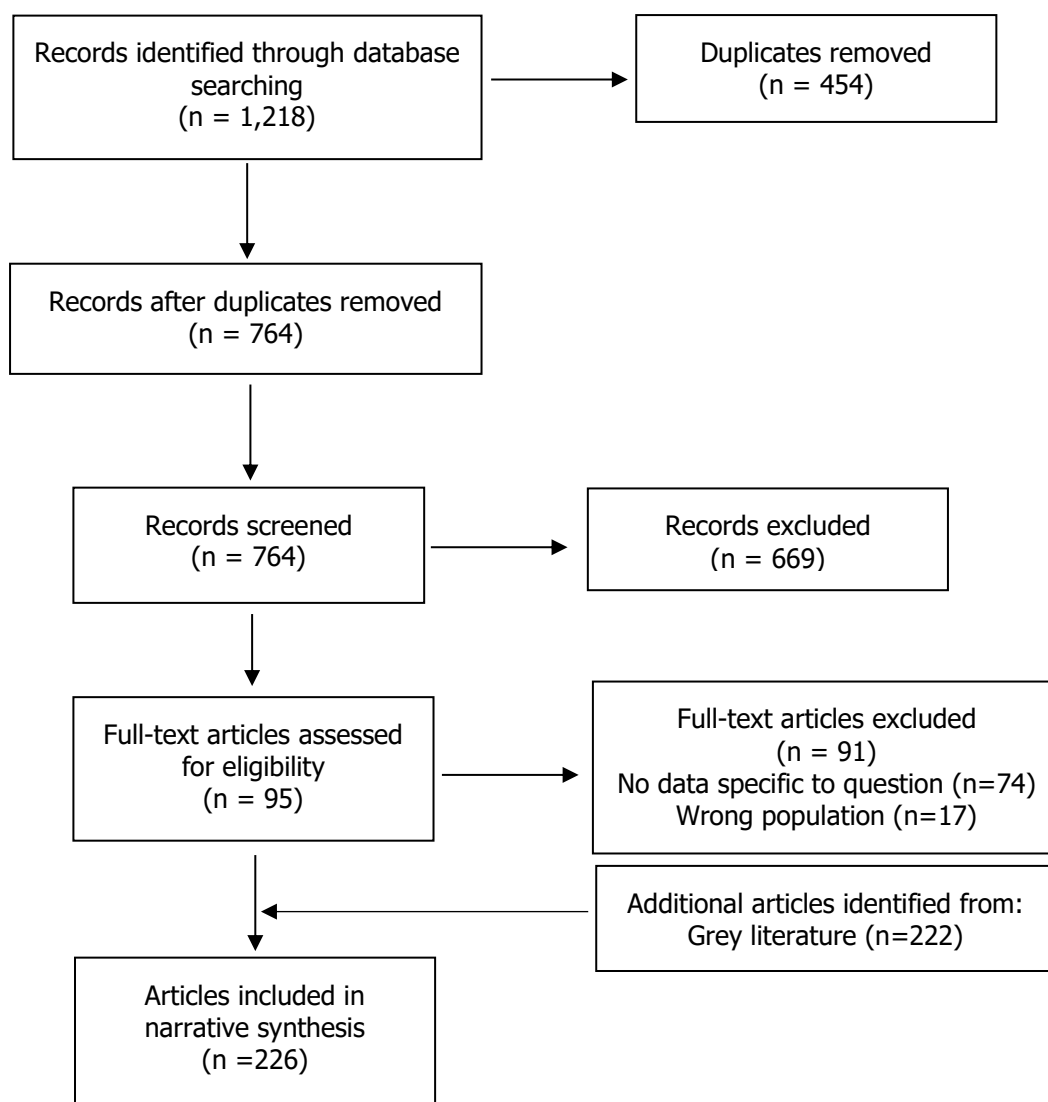 Records identified through database
searching
(n = 1,218)
Duplicates removed
(n = 454)
Records after duplicates removed
(n = 764)
Records screened
(n = 764)
Records excluded
(n = 669)
Full-text articles assessed
for eligibility
(n = 95)
Full-text articles excluded
(n = 91)
No data specific to question (n=74)
Wrong population (n=17)
Additional articles identified from:
Grey literature (n=222)
Articles included in
narrative synthesis
(n =226)